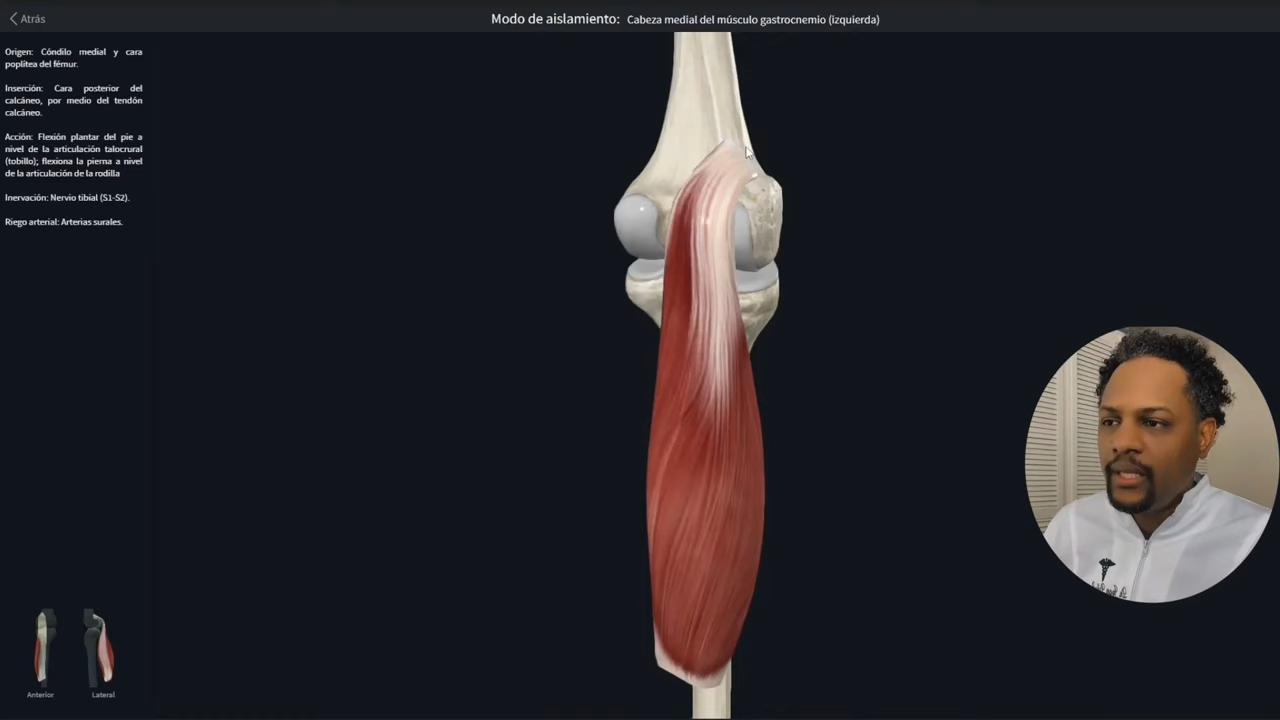 Atrás
Modo de aislamiento: Cabeza medial del músculo gastrocnemio (izquierda)
Origen: Cóndilo medial y cara
poplítea del fémur.
Inserción: Cara posterior del
calcáneo, por medio del tendón
calcáneo.
Acción: Flexión plantar del pie a
nivel de la articulación talocrural
(tobillo); flexiona la pierna a nivel
de la articulación de la rodilla
Inervación: Nervio tibial (S1-S2).
Riego arterial: Arterias surales.
Anterior
Lateral